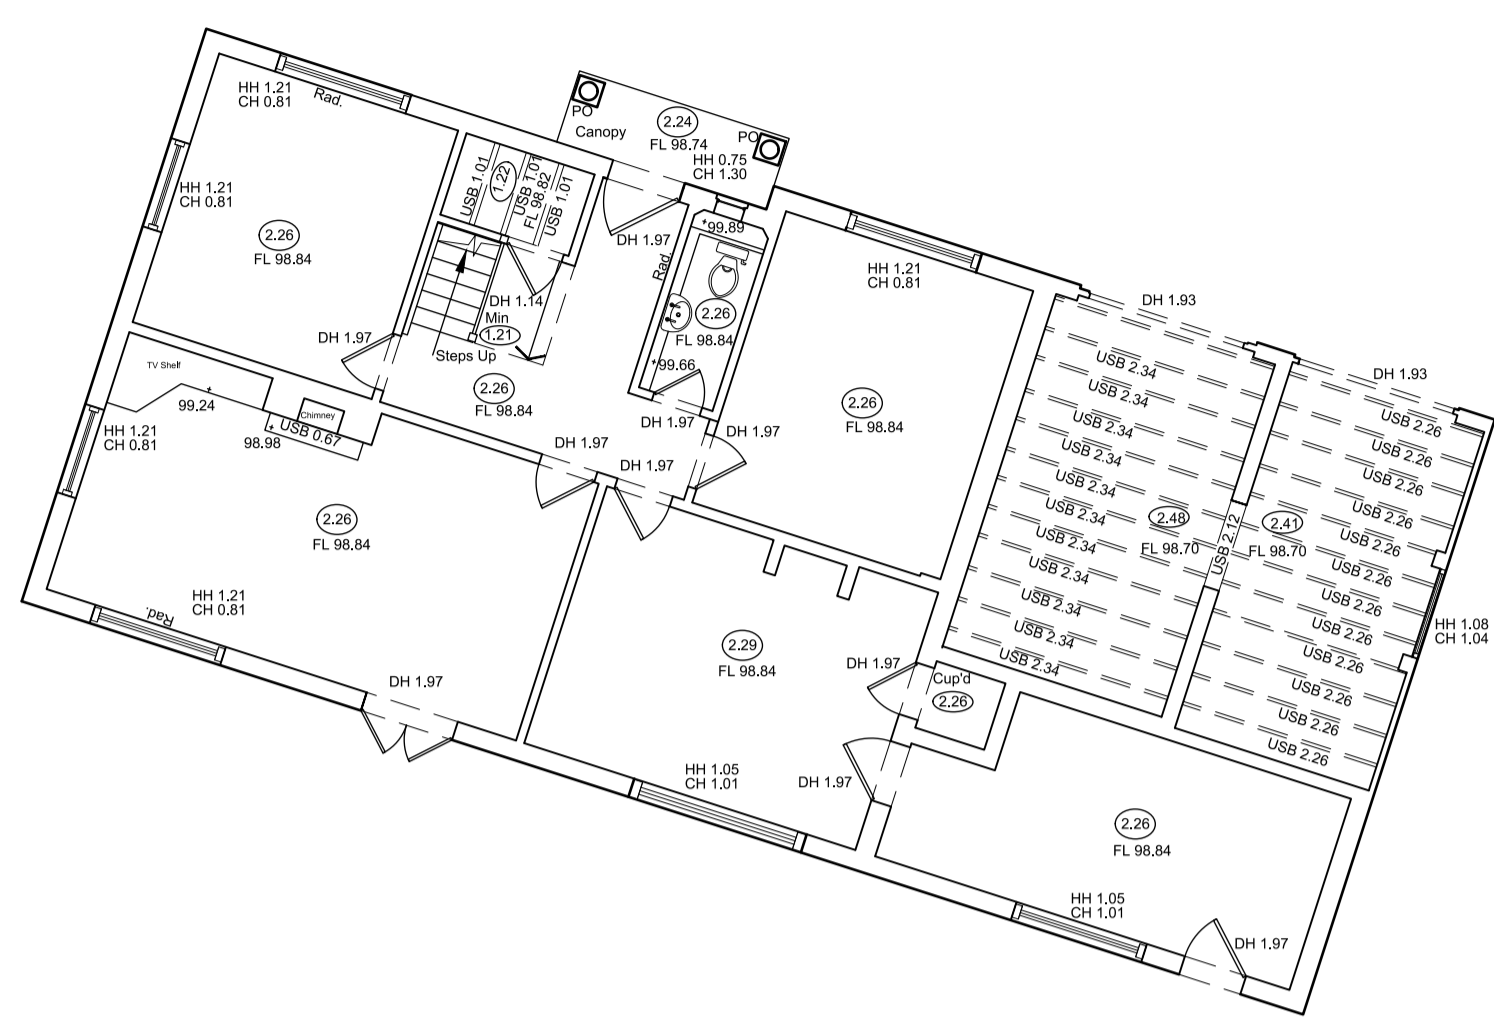 HH 1.21
CH 0.81
Rad.
PO
Canopy
2.24
FL 98.74
PO
HH 0.75
CH 1.30
HH 1.21
CH 0.81
2.26
FL 98.84
USB 1.01
1.22
USB 1.01
FL 98.82
USB 1.01
DH 1.97
Rad.
+99.89
2.26
FL 98.84
+99.66
DH 1.14
Min
1.21
Steps Up
DH 1.97
2.26
FL 98.84
HH 1.21
CH 0.81
2.26
FL 98.84
DH 1.93
DH 1.93
TV Shelf
+
99.24
Chimney
+
USB 0.67
98.98
HH 1.21
CH 0.81
DH 1.97
DH 1.97
DH 1.97
DH 1.97
2.26
FL 98.84
HH 1.21
CH 0.81
Rad.
DH 1.97
USB 2.34
USB 2.34
USB 2.34
USB 2.34
USB 2.34
USB 2.34
USB 2.34
USB 2.34
USB 2.34
USB 2.34
USB 2.34
2.48
FL 98.70
USB 2.12
2.41
FL 98.70
USB 2.26
USB 2.26
USB 2.26
USB 2.26
USB 2.26
USB 2.26
USB 2.26
USB 2.26
USB 2.26
USB 2.26
USB 2.26
USB 2.26
HH 1.08
CH 1.04
2.29
FL 98.84
DH 1.97
Cup'd
2.26
HH 1.05
CH 1.01
DH 1.97
2.26
FL 98.84
HH 1.05
CH 1.01
DH 1.97